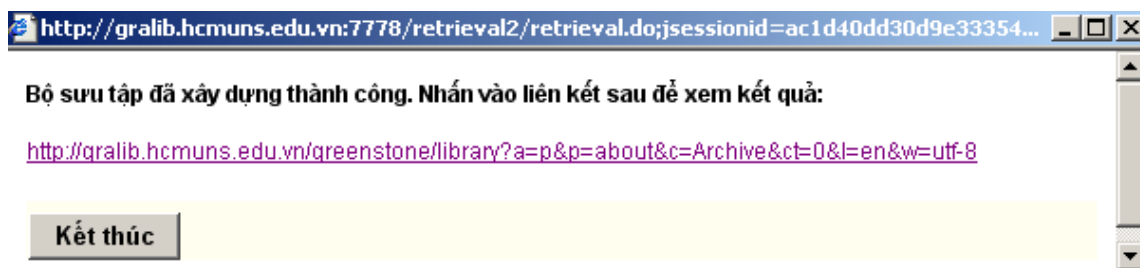 http://gralib.hcmuns.edu.vn:7778/retrieval2/retrieval.do;jsessionid=ac1d40dd30d9e33354...
Bộ sưu tập đã xây dựng thành công. Nhấn vào liên kết sau để xem kết quả:
http://gralib.hcmuns.edu.vn/greenstone/library?a=p&p=about&c=Archive&ct=0&l=en&w=utf-8
Kết thúc